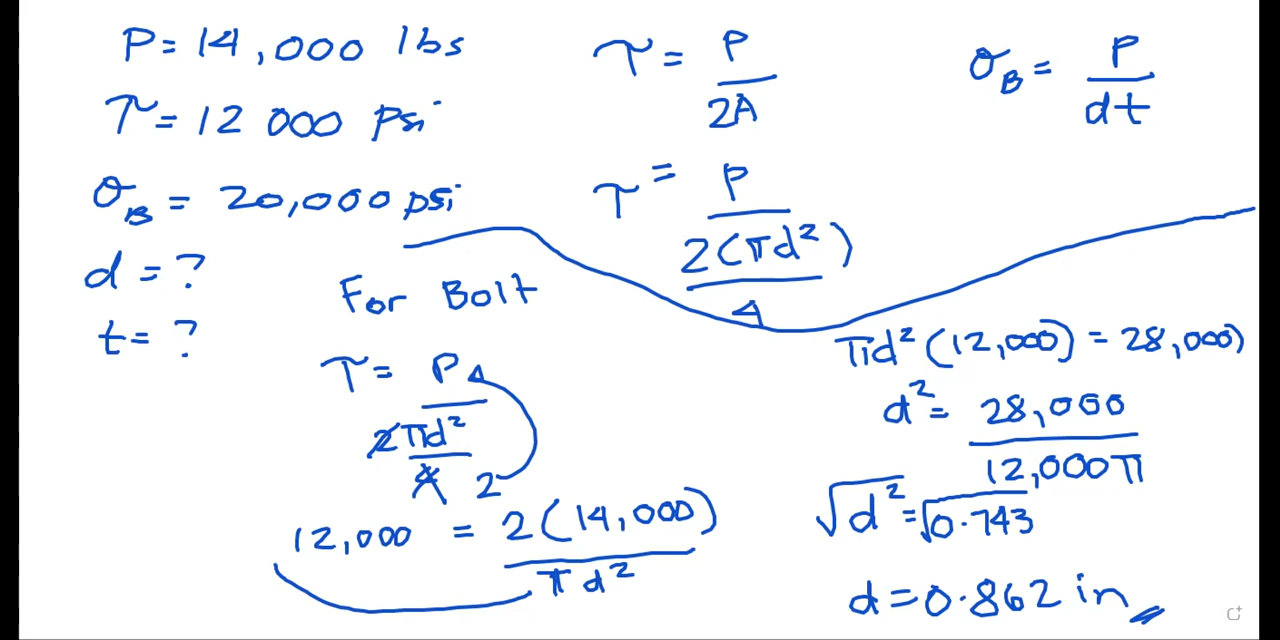 P = 14,000 lbs
τ = 12 000 psi
σB = 20,000 psi
d = ?
t = ?
τ = P / 2A
τ = P / (2(πd²) / 4)
σB = P / dt
For Bolt
τ = P / (2πd² / 4) 2
12,000 = 2(14,000) / πd²
πd²(12,000) = 28,000)
d² = 28,000 / 12,000π
√d² = √0.743
d = 0.862 in